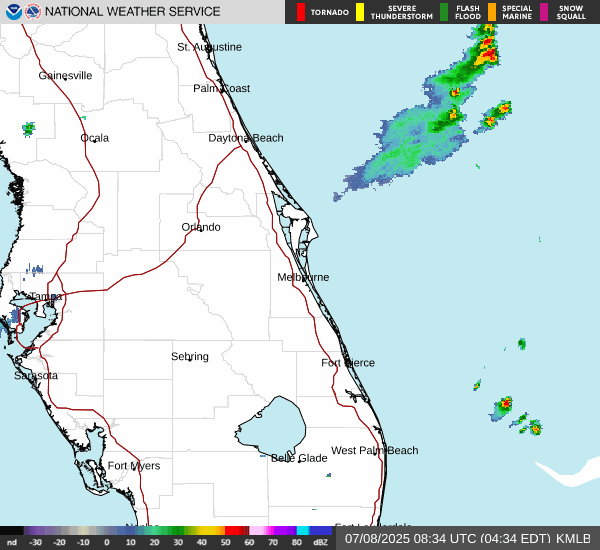 NATIONAL WEATHER SERVICE
TORNADO
SEVERE THUNDERSTORM
FLASH FLOOD
SPECIAL MARINE
SNOW SQUALL
St. Augustine
Gainesville
Palm Coast
Ocala
Daytona Beach
Orlando
Melbourne
Tampa
Sebring
Fort Pierce
Sarasota
West Palm Beach
Belle Glade
Fort Myers
nd -30 -20 -10 0 10 20 30 40 50 60 70 80 dBZ
07/08/2025 08:34 UTC (04:34 EDT) KMLB